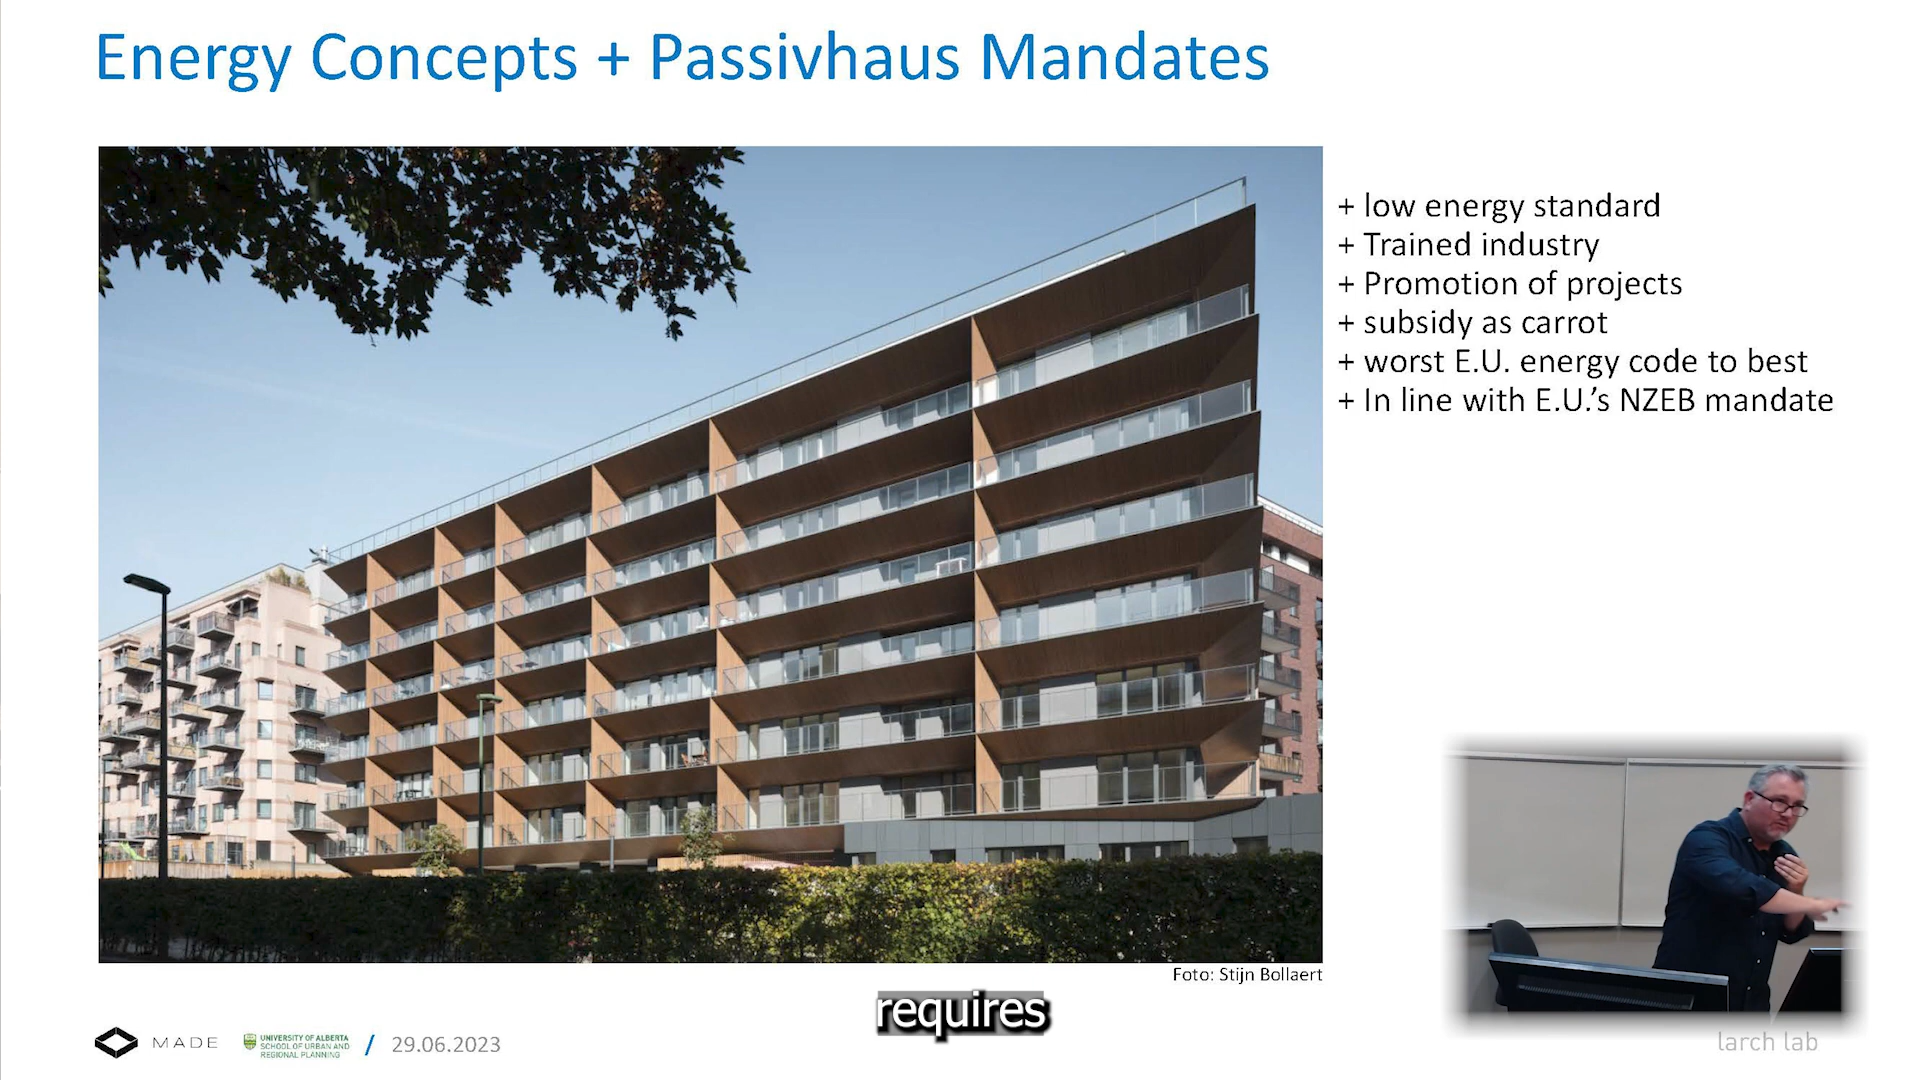 Energy Concepts + Passivhaus Mandates
+ low energy standard
+ Trained industry
+ Promotion of projects
+ subsidy as carrot
+ worst E.U. energy code to best
+ In line with E.U.’s NZEB mandate
Foto: Stijn Bollaert
requires
MADE
UNIVERSITY OF ALBERTA
SCHOOL OF URBAN AND
REGIONAL PLANNING
/ 29.06.2023
larch lab